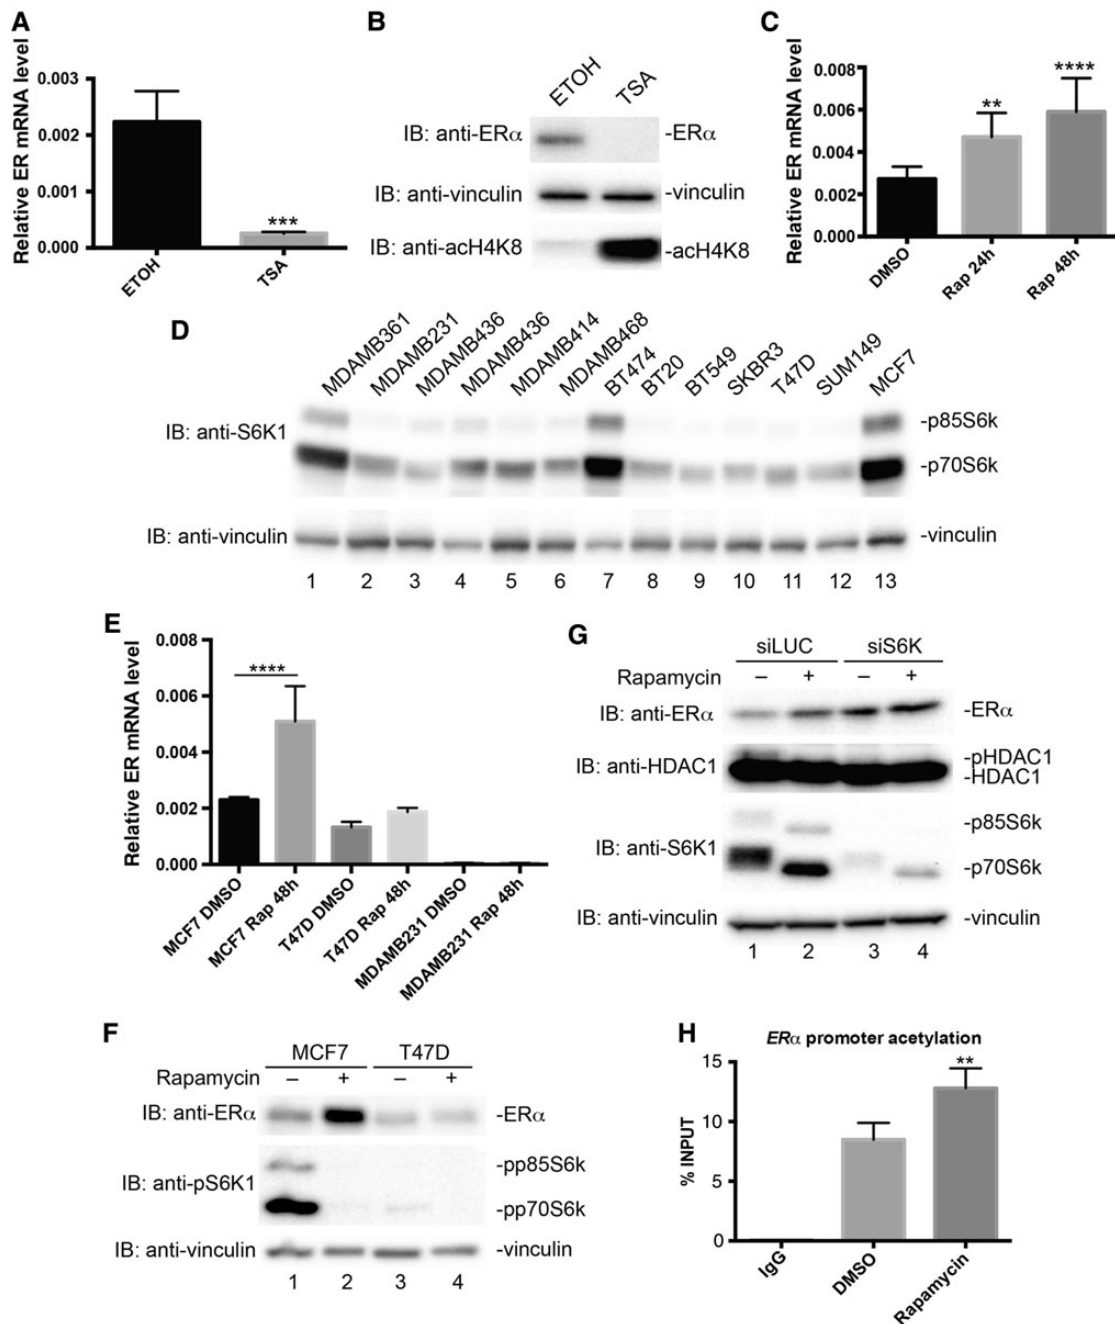 A
Relative ER mRNA level
0.003
0.002
0.001
0.000
***
ETOH
TSA
B
ETOH
TSA
IB: anti-ERα
-ERα
IB: anti-vinculin
-vinculin
IB: anti-acH4K8
-acH4K8
C
Relative ER mRNA level
0.008
0.006
0.004
0.002
0.000
**
****
DMSO
Rap 24h
Rap 48h
D
MDAMB361
MDAMB231
MDAMB436
MDAMB436
MDAMB414
MDAMB468
BT474
BT20
BT549
SKBR3
T47D
SUM149
MCF7
IB: anti-S6K1
-p85S6k
-p70S6k
IB: anti-vinculin
-vinculin
1 2 3 4 5 6 7 8 9 10 11 12 13
E
Relative ER mRNA level
0.008
0.006
0.004
0.002
0.000
****
MCF7 DMSO
MCF7 Rap 48h
T47D DMSO
T47D Rap 48h
MDAMB231 DMSO
MDAMB231 Rap 48h
G
siLUC siS6K
Rapamycin – + – +
IB: anti-ERα
-ERα
IB: anti-HDAC1
-pHDAC1
-HDAC1
IB: anti-S6K1
-p85S6k
-p70S6k
IB: anti-vinculin
-vinculin
1 2 3 4
F
MCF7 T47D
Rapamycin – + – +
IB: anti-ERα
-ERα
IB: anti-pS6K1
-pp85S6k
-pp70S6k
IB: anti-vinculin
-vinculin
1 2 3 4
H
ERα promoter acetylation
% INPUT
15
10
5
0
**
IgG
DMSO
Rapamycin